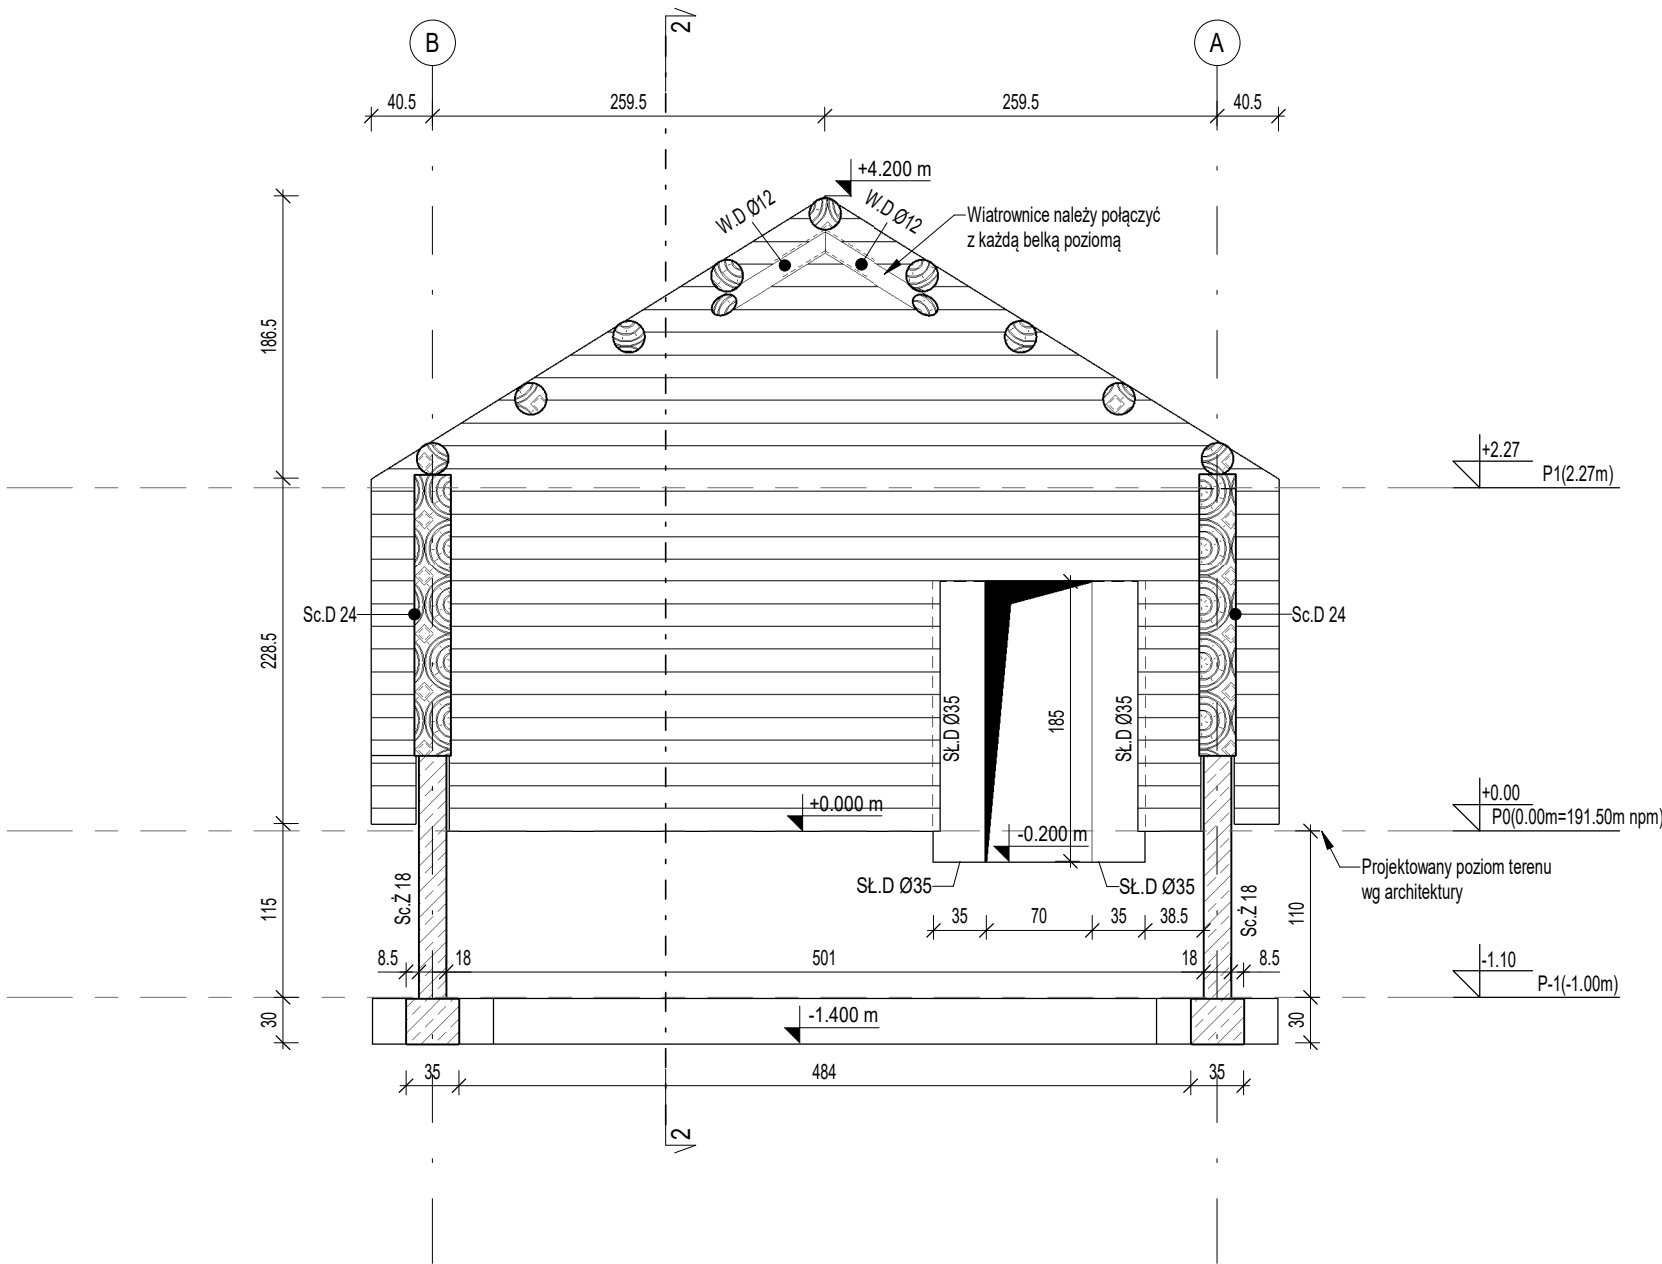 2
B
A
40.5
259.5
259.5
40.5
+4.200 m
W.D Ø12
W.D Ø12
Wiatrownice należy połączyć
z każdą belką poziomą
186.5
+2.27
P1(2.27m)
Sc.D 24
Sc.D 24
228.5
SŁ.D Ø35
185
SŁ.D Ø35
+0.000 m
+0.00
P0(0.00m=191.50m npm)
-0.200 m
Projektowany poziom terenu
wg architektury
SŁ.D Ø35
SŁ.D Ø35
Sc.Ż 18
Sc.Ż 18
115
110
35
70
35
38.5
8.5
18
501
18
8.5
-1.10
P-1(-1.00m)
30
-1.400 m
30
35
484
35
2